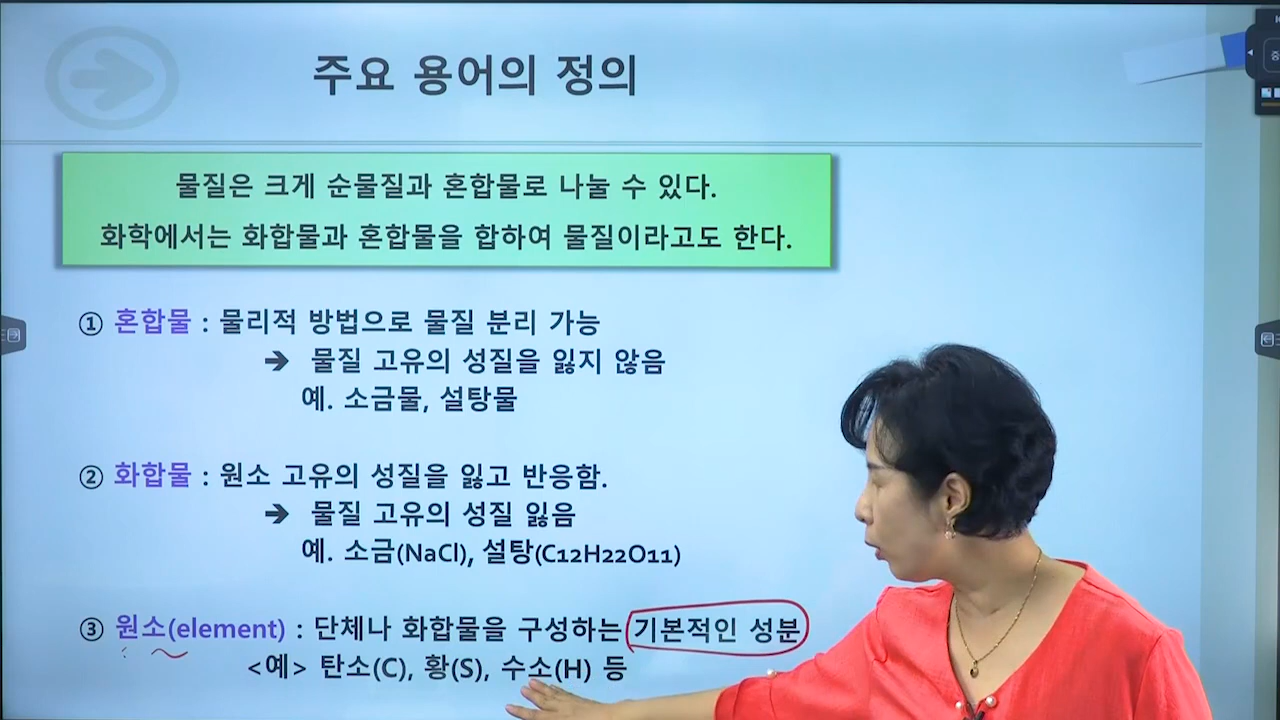 주요 용어의 정의
물질은 크게 순물질과 혼합물로 나눌 수 있다.
화학에서는 화합물과 혼합물을 합하여 물질이라고도 한다.
① 혼합물 : 물리적 방법으로 물질 분리 가능
➔ 물질 고유의 성질을 잃지 않음
예. 소금물, 설탕물
② 화합물 : 원소 고유의 성질을 잃고 반응함.
➔ 물질 고유의 성질 잃음
예. 소금(NaCl), 설탕(C12H22O11)
③ 원소(element) : 단체나 화합물을 구성하는 기본적인 성분
<예> 탄소(C), 황(S), 수소(H) 등